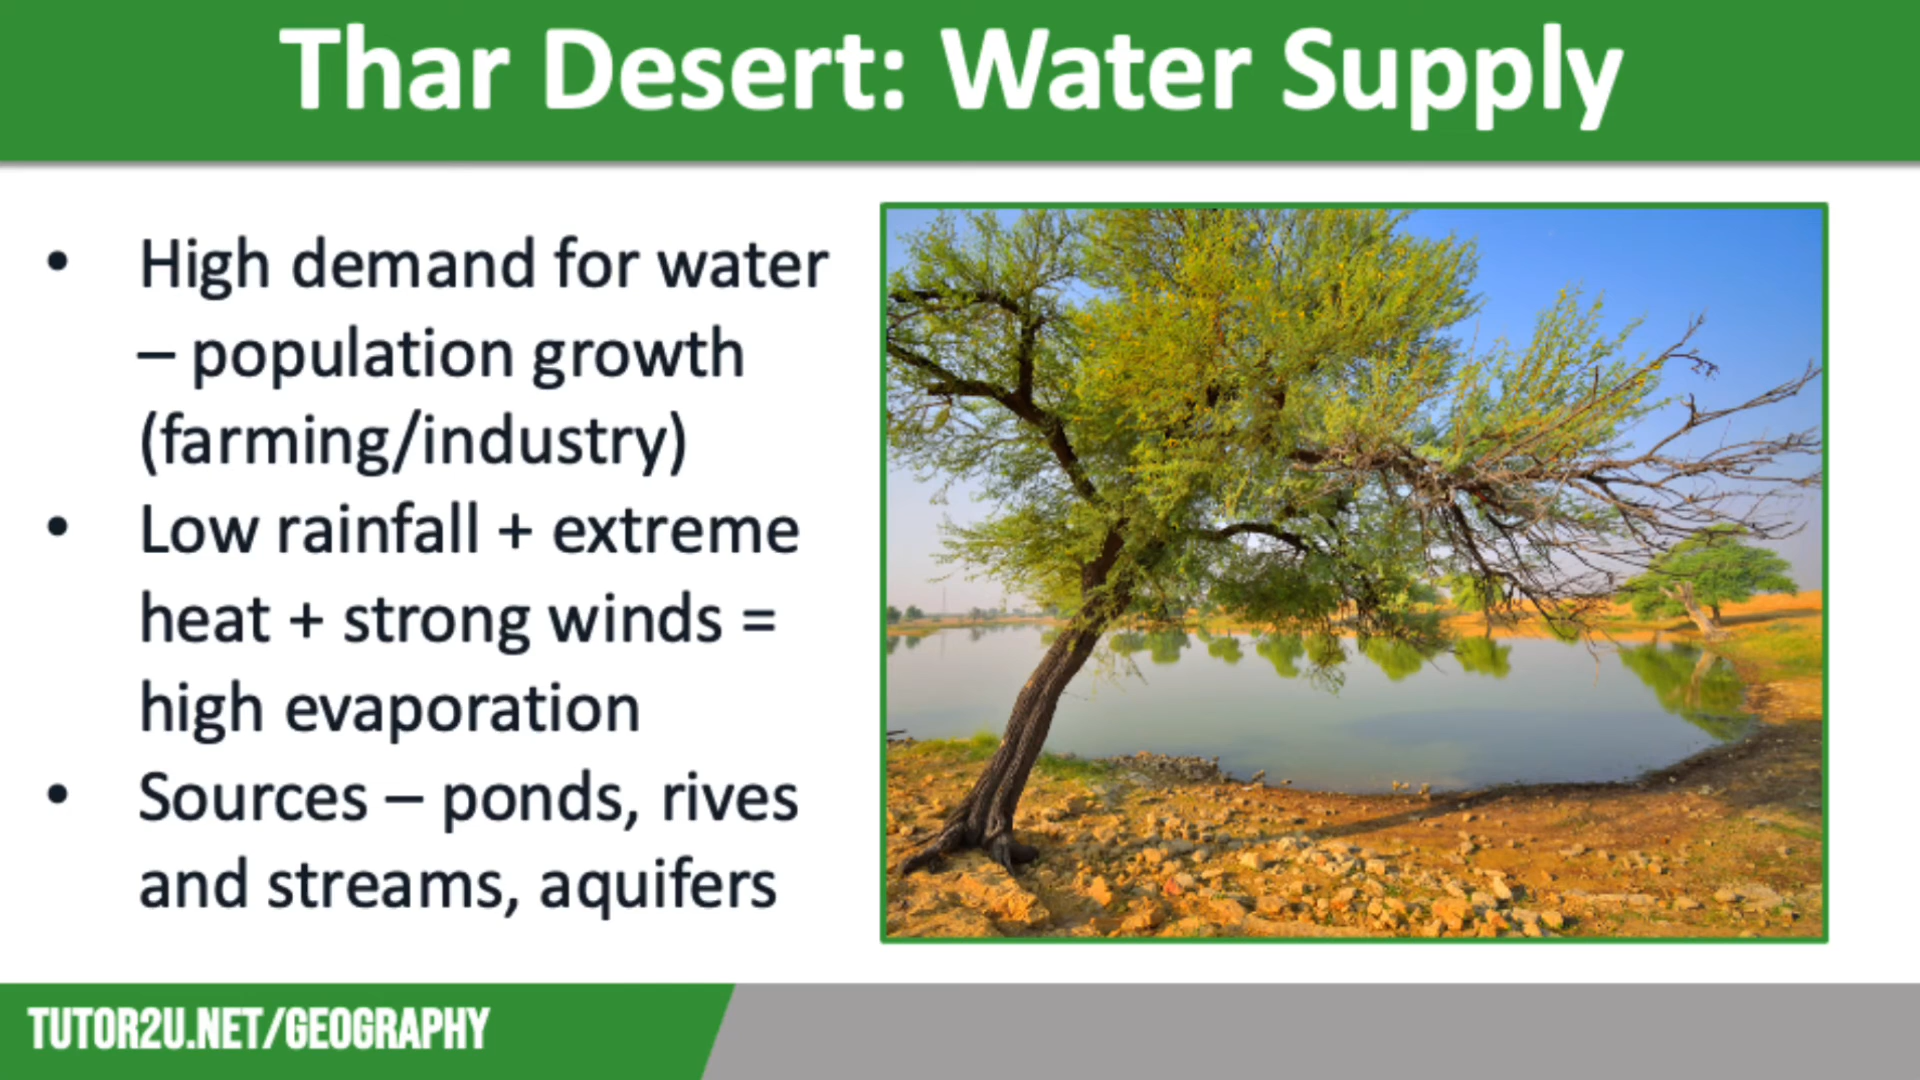 Thar Desert: Water Supply
• High demand for water
– population growth
(farming/industry)
• Low rainfall + extreme
heat + strong winds =
high evaporation
• Sources – ponds, rives
and streams, aquifers
TUTOR2U.NET/GEOGRAPHY